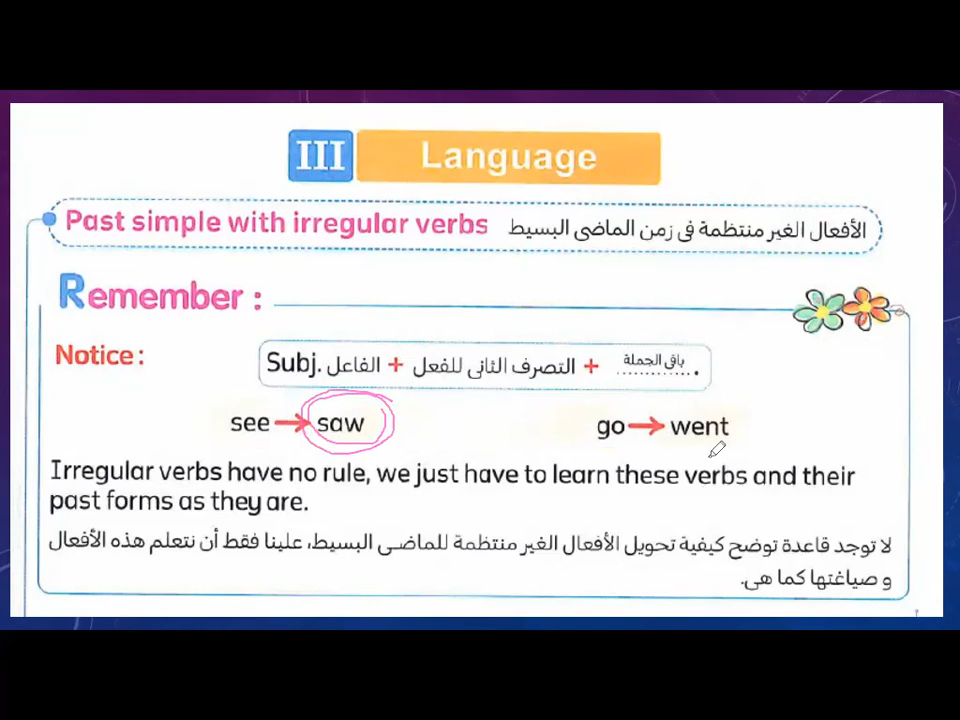 III Language
Past simple with irregular verbs الأفعال الغير منتظمة فى زمن الماضى البسيط
Remember :
Notice : Subj. الفاعل + التصرف الثانى للفعل + باقى الجملة .
see → saw go → went
Irregular verbs have no rule, we just have to learn these verbs and their
past forms as they are.
لا توجد قاعدة توضح كيفية تحويل الأفعال الغير منتظمة للماضى البسيط، علينا فقط أن نتعلم هذه الأفعال
و صياغتها كما هى.